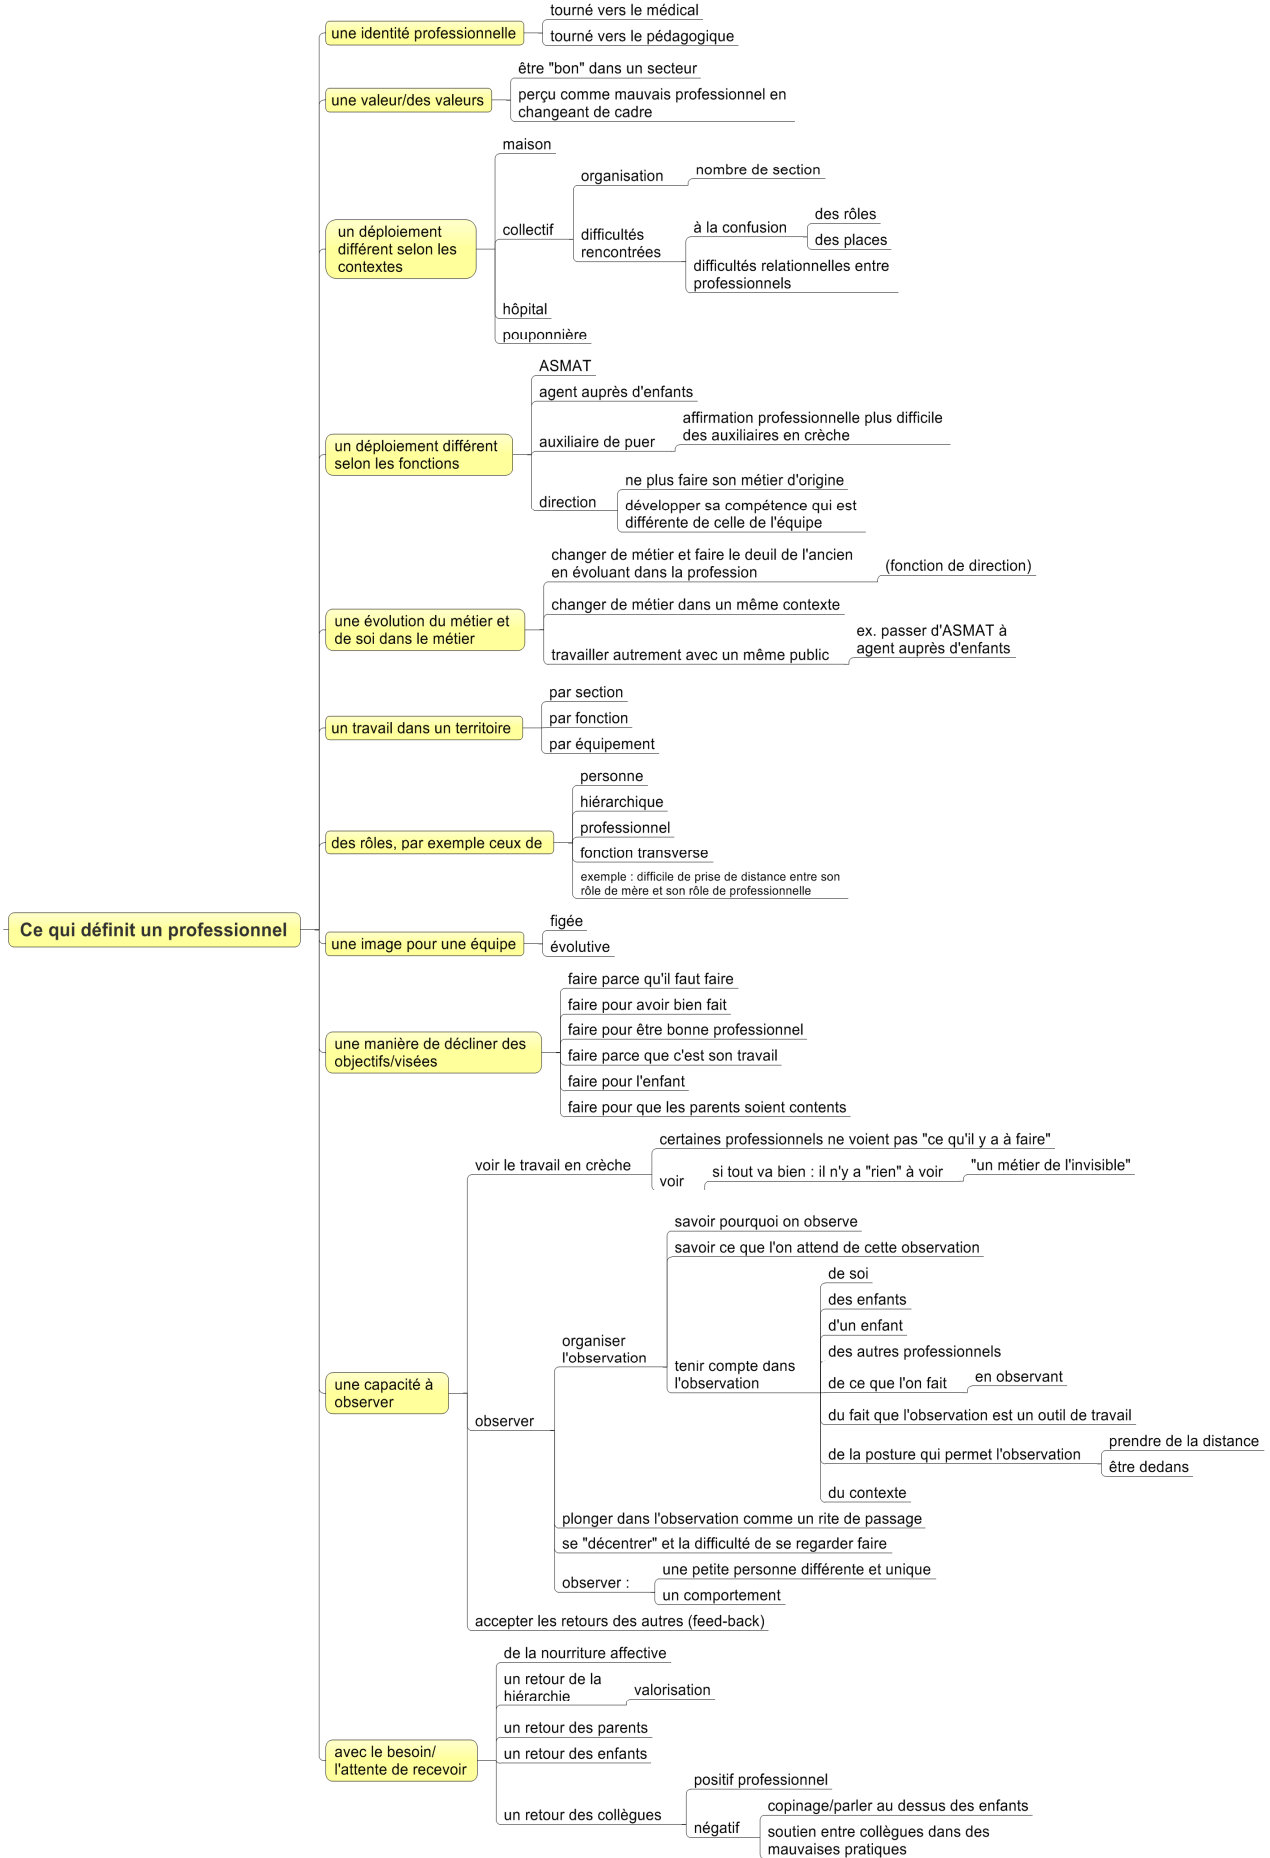 Ce qui définit un professionnel
une identité professionnelle
tourné vers le médical
tourné vers le pédagogique
une valeur/des valeurs
être "bon" dans un secteur
perçu comme mauvais professionnel en
changeant de cadre
un déploiement
différent selon les
contextes
maison
collectif
organisation
nombre de section
difficultés
rencontrées
à la confusion
des rôles
des places
difficultés relationnelles entre
professionnels
hôpital
pouponnière
un déploiement différent
selon les fonctions
ASMAT
agent auprès d'enfants
auxiliaire de puer
affirmation professionnelle plus difficile
des auxiliaires en crèche
direction
ne plus faire son métier d'origine
développer sa compétence qui est
différente de celle de l'équipe
une évolution du métier et
de soi dans le métier
changer de métier et faire le deuil de l'ancien
en évoluant dans la profession
(fonction de direction)
changer de métier dans un même contexte
travailler autrement avec un même public
ex. passer d'ASMAT à
agent auprès d'enfants
un travail dans un territoire
par section
par fonction
par équipement
des rôles, par exemple ceux de
personne
hiérarchique
professionnel
fonction transverse
exemple : difficile de prise de distance entre son
rôle de mère et son rôle de professionnelle
une image pour une équipe
figée
évolutive
une manière de décliner des
objectifs/visées
faire parce qu'il faut faire
faire pour avoir bien fait
faire pour être bonne professionnel
faire parce que c'est son travail
faire pour l'enfant
faire pour que les parents soient contents
une capacité à
observer
voir le travail en crèche
certaines professionnels ne voient pas "ce qu'il y a à faire"
voir
si tout va bien : il n'y a "rien" à voir
"un métier de l'invisible"
observer
organiser
l'observation
savoir pourquoi on observe
savoir ce que l'on attend de cette observation
tenir compte dans
l'observation
de soi
des enfants
d'un enfant
des autres professionnels
de ce que l'on fait
en observant
du fait que l'observation est un outil de travail
de la posture qui permet l'observation
prendre de la distance
être dedans
du contexte
plonger dans l'observation comme un rite de passage
se "décentrer" et la difficulté de se regarder faire
observer :
une petite personne différente et unique
un comportement
accepter les retours des autres (feed-back)
avec le besoin/
l'attente de recevoir
de la nourriture affective
un retour de la
hiérarchie
valorisation
un retour des parents
un retour des enfants
un retour des collègues
positif professionnel
négatif
copinage/parler au dessus des enfants
soutien entre collègues dans des
mauvaises pratiques